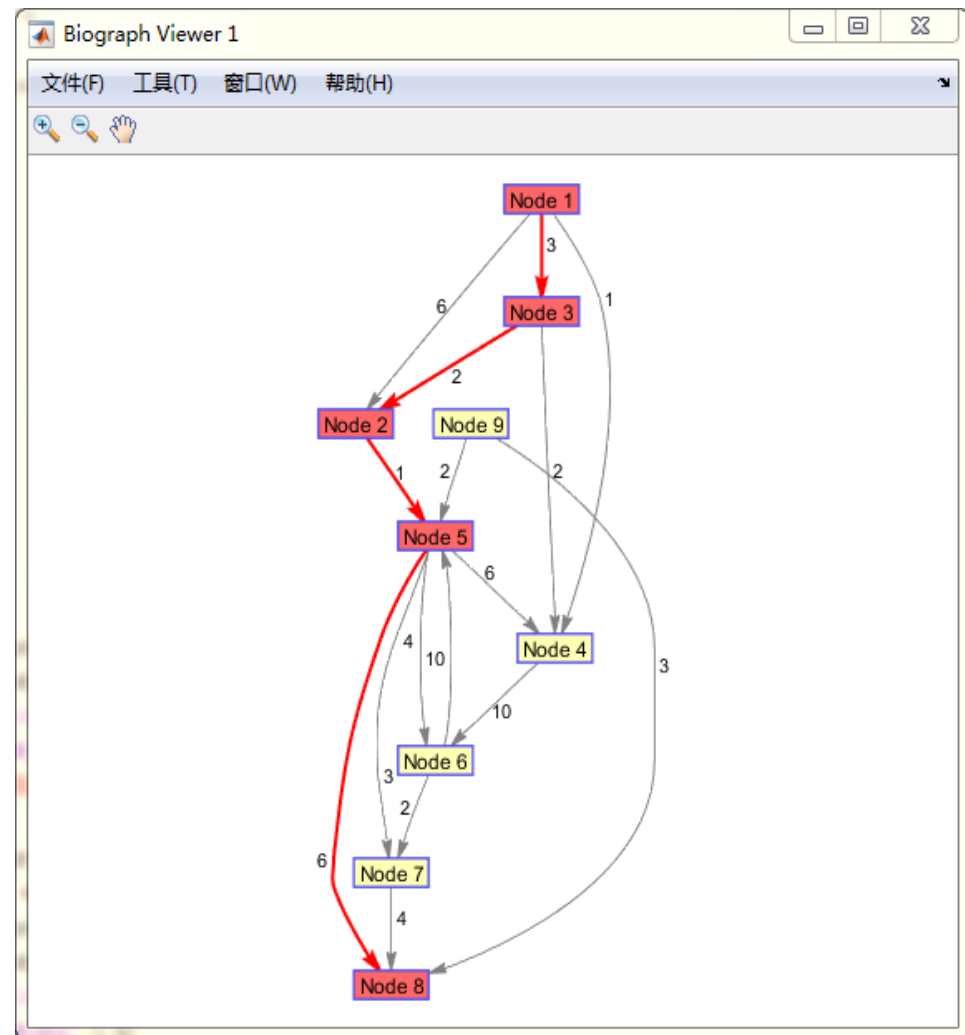 Biograph Viewer 1
文件(F) 工具(T) 窗口(W) 帮助(H)
Node 1
3
1
6
Node 3
2
Node 2
Node 9
1
2
2
Node 5
6
4
10
Node 4
3
10
Node 6
3
2
6
Node 7
4
Node 8